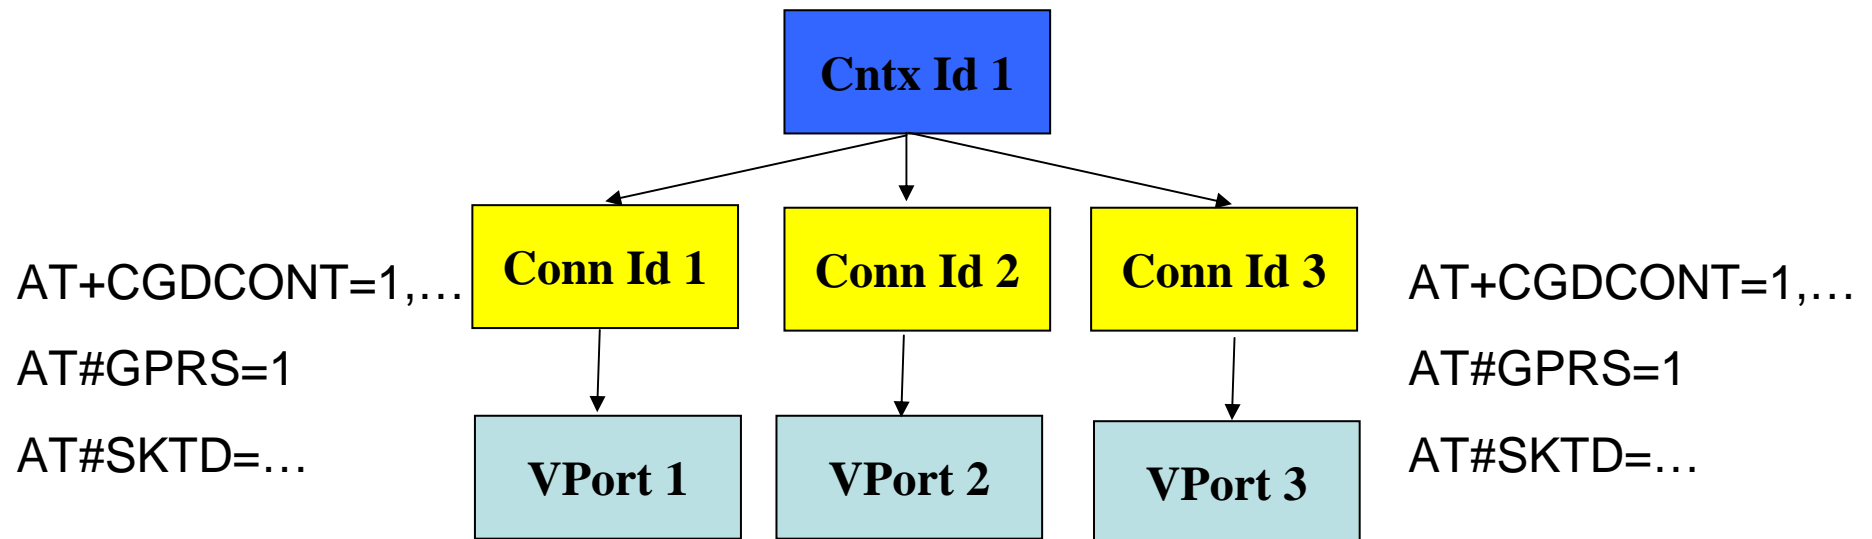 Cntx Id 1
Conn Id 1
Conn Id 2
Conn Id 3
AT+CGDCONT=1,…
AT#GPRS=1
AT#SKTD=…
AT+CGDCONT=1,…
AT#GPRS=1
AT#SKTD=…
VPort 1
VPort 2
VPort 3